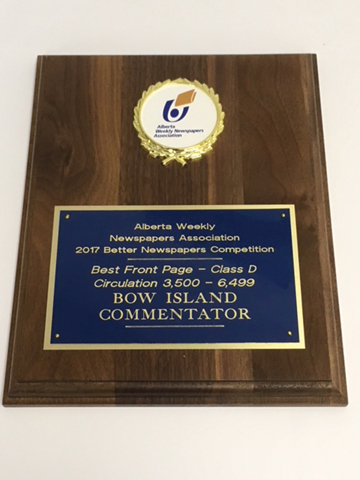 Alberta
Weekly Newspapers
Association
Alberta Weekly
Newspapers Association
2017 Better Newspapers Competition
Best Front Page – Class D
Circulation 3,500 – 6,499
BOW ISLAND
COMMENTATOR